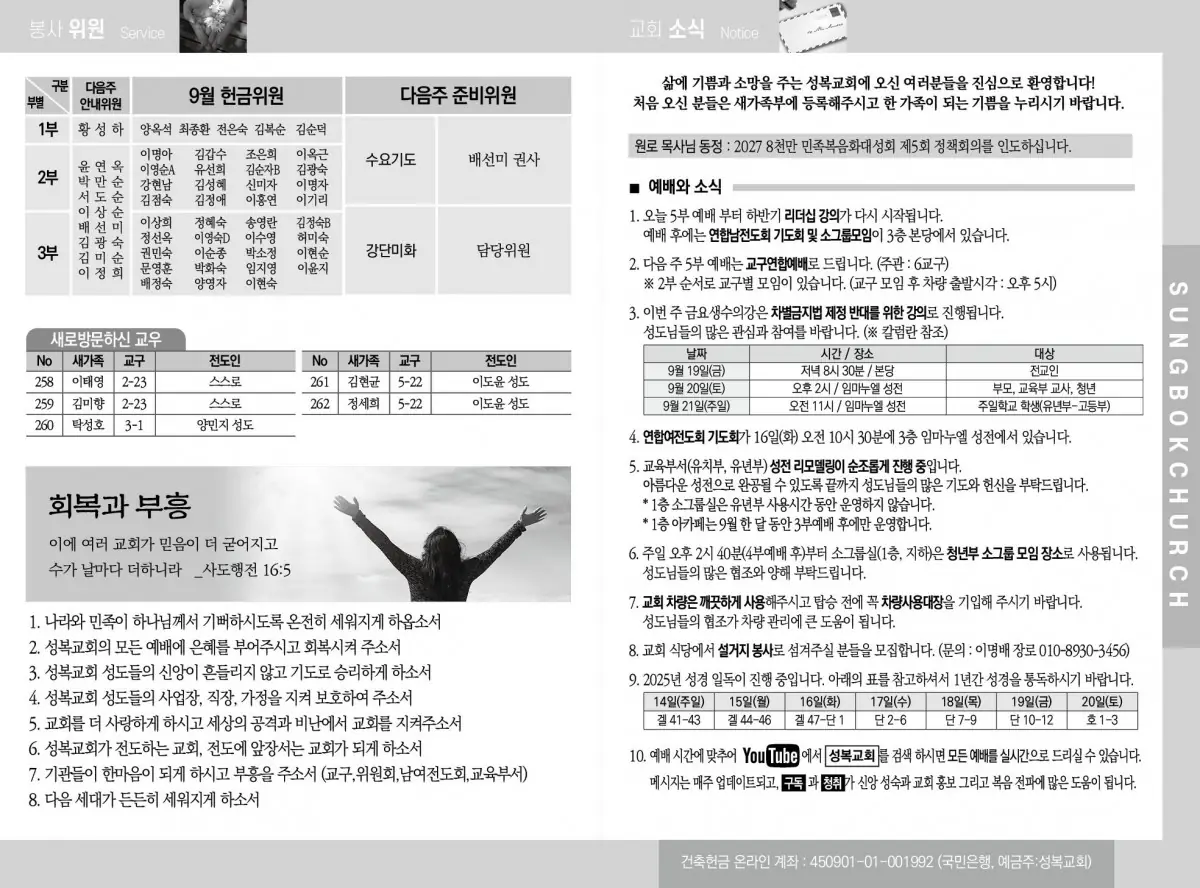 봉사 위원 Service
구분
부별
다음주
안내위원
9월 헌금위원
다음주 준비위원
1부
황 성 하
양옥석 최종환 전은숙 김복순 김순덕
2부
윤 연 옥
박 만 순
서 도 순
이 상 순
배 선 미
김 광 숙
김 미 순
이 정 희
이명아 김갑수 조은희 이옥근
이영순A 유선희 김순자B 김광숙
강현남 김성혜 신미자 이명자
김점숙 김정애 이홍연 이기리
3부
이상희 정혜숙 송영란 김정숙B
정선옥 이영숙D 이수영 허미숙
권민숙 이순종 박소정 이현순
문영훈 박화숙 임지영 이윤지
배정숙 양영자 이현숙
수요기도
배선미 권사
강단미화
담당위원
새로방문하신 교우
No 새가족 교구 전도인
258 이태영 2-23 스스로
259 김미향 2-23 스스로
260 탁성호 3-1 양민지 성도
No 새가족 교구 전도인
261 김현균 5-22 이도윤 성도
262 정세희 5-22 이도윤 성도
회복과 부흥
이에 여러 교회가 믿음이 더 굳어지고
수가 날마다 더하니라 _사도행전 16:5
1. 나라와 민족이 하나님께서 기뻐하시도록 온전히 세워지게 하옵소서
2. 성복교회의 모든 예배에 은혜를 부어주시고 회복시켜 주소서
3. 성복교회 성도들의 신앙이 흔들리지 않고 기도로 승리하게 하소서
4. 성복교회 성도들의 사업장, 직장, 가정을 지켜 보호하여 주소서
5. 교회를 더 사랑하게 하시고 세상의 공격과 비난에서 교회를 지켜주소서
6. 성복교회가 전도하는 교회, 전도에 앞장서는 교회가 되게 하소서
7. 기관들이 한마음이 되게 하시고 부흥을 주소서 (교구,위원회,남여전도회,교육부서)
8. 다음 세대가 든든히 세워지게 하소서
교회 소식 Notice
삶에 기쁨과 소망을 주는 성복교회에 오신 여러분들을 진심으로 환영합니다!
처음 오신 분들은 새가족부에 등록해주시고 한 가족이 되는 기쁨을 누리시기 바랍니다.
원로 목사님 동정 : 2027 8천만 민족복음화대성회 제5회 정책회의를 인도하십니다.
■ 예배와 소식
1. 오늘 5부 예배 부터 하반기 리더십 강의가 다시 시작됩니다.
예배 후에는 연합남전도회 기도회 및 소그룹모임이 3층 본당에서 있습니다.
2. 다음 주 5부 예배는 교구연합예배로 드립니다. (주관 : 6교구)
※ 2부 순서로 교구별 모임이 있습니다. (교구 모임 후 차량 출발시각 : 오후 5시)
3. 이번 주 금요생수의강은 차별금지법 제정 반대를 위한 강의로 진행됩니다.
성도님들의 많은 관심과 참여를 바랍니다. (※ 칼럼란 참조)
날짜 시간 / 장소 대상
9월 19일(금) 저녁 8시 30분 / 본당 전교인
9월 20일(토) 오후 2시 / 임마누엘 성전 부모, 교육부 교사, 청년
9월 21일(주일) 오전 11시 / 임마누엘 성전 주일학교 학생(유년부-고등부)
4. 연합여전도회 기도회가 16일(화) 오전 10시 30분에 3층 임마누엘 성전에서 있습니다.
5. 교육부서(유치부, 유년부) 성전 리모델링이 순조롭게 진행 중입니다.
아름다운 성전으로 완공될 수 있도록 끝까지 성도님들의 많은 기도와 헌신을 부탁드립니다.
* 1층 소그룹실은 유년부 사용시간 동안 운영하지 않습니다.
* 1층 아카페는 9월 한 달 동안 3부예배 후에만 운영합니다.
6. 주일 오후 2시 40분(4부예배 후)부터 소그룹실(1층, 지하)은 청년부 소그룹 모임 장소로 사용됩니다.
성도님들의 많은 협조와 양해 부탁드립니다.
7. 교회 차량은 깨끗하게 사용해주시고 탑승 전에 꼭 차량사용대장을 기입해 주시기 바랍니다.
성도님들의 협조가 차량 관리에 큰 도움이 됩니다.
8. 교회 식당에서 설거지 봉사로 섬겨주실 분들을 모집합니다. (문의 : 이명배 장로 010-8930-3456)
9. 2025년 성경 일독이 진행 중입니다. 아래의 표를 참고하셔서 1년간 성경을 통독하시기 바랍니다.
14일(주일) 15일(월) 16일(화) 17일(수) 18일(목) 19일(금) 20일(토)
겔 41-43 겔 44-46 겔 47-단 1 단 2-6 단 7-9 단 10-12 호 1-3
10. 예배 시간에 맞추어 YouTube에서 성복교회를 검색 하시면 모든 예배를 실시간으로 드리실 수 있습니다.
메시지는 매주 업데이트되고, 구독 과 청취가 신앙 성숙과 교회 홍보 그리고 복음 전파에 많은 도움이 됩니다.
SUNGBOKCHURCH
건축헌금 온라인 계좌 : 450901-01-001992 (국민은행, 예금주:성복교회)